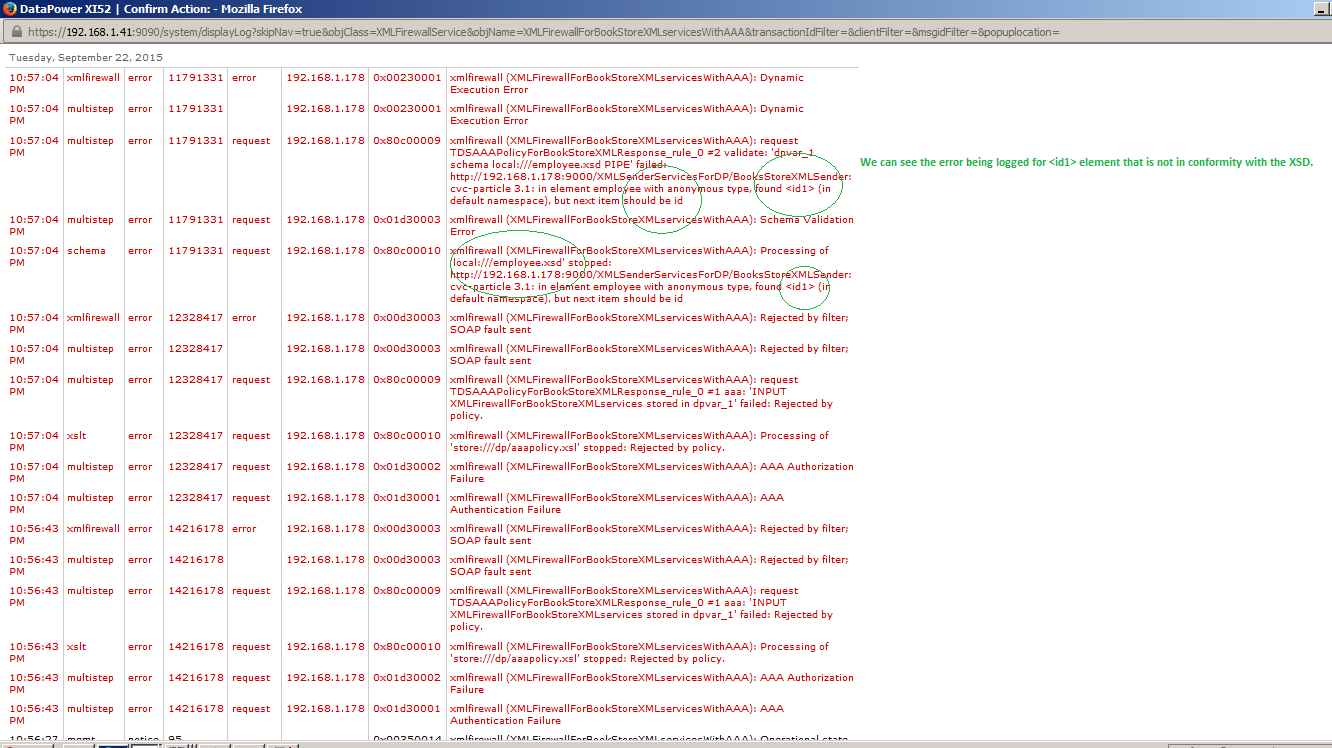 DataPower XI52 | Confirm Action: - Mozilla Firefox
https://192.168.1.41:9090/system/displayLog?skipNav=true&objClass=XMLFirewallService&objName=XMLFirewallForBookStoreXMLservicesWithAAA&transactionIdFilter=&clientFilter=&msgidFilter=&popuplocation=
Tuesday, September 22, 2015
10:57:04 xmlfirewall error 11791331 error 192.168.1.178 0x00230001 xmlfirewall (XMLFirewallForBookStoreXMLservicesWithAAA): Dynamic
PM Execution Error
10:57:04 multistep error 11791331 192.168.1.178 0x00230001 xmlfirewall (XMLFirewallForBookStoreXMLservicesWithAAA): Dynamic
PM Execution Error
10:57:04 multistep error 11791331 request 192.168.1.178 0x80c00009 xmlfirewall (XMLFirewallForBookStoreXMLservicesWithAAA): request
PM TDSAAAPolicyForBookStoreXMLResponse_rule_0 #2 validate: 'dpvar_1
schema local:///employee.xsd PIPE' failed:
We can see the error being logged for <id1> element that is not in conformity with the XSD.
http://192.168.1.178:9000/XMLSenderServicesForDP/BooksStoreXMLSender:
cvc-particle 3.1: in element employee with anonymous type, found <id1> (in
default namespace), but next item should be id
10:57:04 multistep error 11791331 request 192.168.1.178 0x01d30003 xmlfirewall (XMLFirewallForBookStoreXMLservicesWithAAA): Schema Validation
PM Error
10:57:04 schema error 11791331 request 192.168.1.178 0x80c00010 xmlfirewall (XMLFirewallForBookStoreXMLservicesWithAAA): Processing of
PM 'local:///employee.xsd' stopped:
http://192.168.1.178:9000/XMLSenderServicesForDP/BooksStoreXMLSender:
cvc-particle 3.1: in element employee with anonymous type, found <id1> (in
default namespace), but next item should be id
10:57:04 xmlfirewall error 12328417 error 192.168.1.178 0x00d30003 xmlfirewall (XMLFirewallForBookStoreXMLservicesWithAAA): Rejected by filter;
PM SOAP fault sent
10:57:04 multistep error 12328417 192.168.1.178 0x00d30003 xmlfirewall (XMLFirewallForBookStoreXMLservicesWithAAA): Rejected by filter;
PM SOAP fault sent
10:57:04 multistep error 12328417 request 192.168.1.178 0x80c00009 xmlfirewall (XMLFirewallForBookStoreXMLservicesWithAAA): request
PM TDSAAAPolicyForBookStoreXMLResponse_rule_0 #1 aaa: 'INPUT
XMLFirewallForBookStoreXMLservices stored in dpvar_1' failed: Rejected by
policy.
10:57:04 xslt error 12328417 request 192.168.1.178 0x80c00010 xmlfirewall (XMLFirewallForBookStoreXMLservicesWithAAA): Processing of
PM 'store:///dp/aaapolicy.xsl' stopped: Rejected by policy.
10:57:04 multistep error 12328417 request 192.168.1.178 0x01d30002 xmlfirewall (XMLFirewallForBookStoreXMLservicesWithAAA): AAA Authorization
PM Failure
10:57:04 multistep error 12328417 request 192.168.1.178 0x01d30001 xmlfirewall (XMLFirewallForBookStoreXMLservicesWithAAA): AAA
PM Authentication Failure
10:56:43 xmlfirewall error 14216178 error 192.168.1.178 0x00d30003 xmlfirewall (XMLFirewallForBookStoreXMLservicesWithAAA): Rejected by filter;
PM SOAP fault sent
10:56:43 multistep error 14216178 192.168.1.178 0x00d30003 xmlfirewall (XMLFirewallForBookStoreXMLservicesWithAAA): Rejected by filter;
PM SOAP fault sent
10:56:43 multistep error 14216178 request 192.168.1.178 0x80c00009 xmlfirewall (XMLFirewallForBookStoreXMLservicesWithAAA): request
PM TDSAAAPolicyForBookStoreXMLResponse_rule_0 #1 aaa: 'INPUT
XMLFirewallForBookStoreXMLservices stored in dpvar_1' failed: Rejected by
policy.
10:56:43 xslt error 14216178 request 192.168.1.178 0x80c00010 xmlfirewall (XMLFirewallForBookStoreXMLservicesWithAAA): Processing of
PM 'store:///dp/aaapolicy.xsl' stopped: Rejected by policy.
10:56:43 multistep error 14216178 request 192.168.1.178 0x01d30002 xmlfirewall (XMLFirewallForBookStoreXMLservicesWithAAA): AAA Authorization
PM Failure
10:56:43 multistep error 14216178 request 192.168.1.178 0x01d30001 xmlfirewall (XMLFirewallForBookStoreXMLservicesWithAAA): AAA
PM Authentication Failure
10:56:27 mgmt notice 95 0x00350014 xmlfirewall (XMLFirewallForBookStoreXMLservicesWithAAA): Operational state